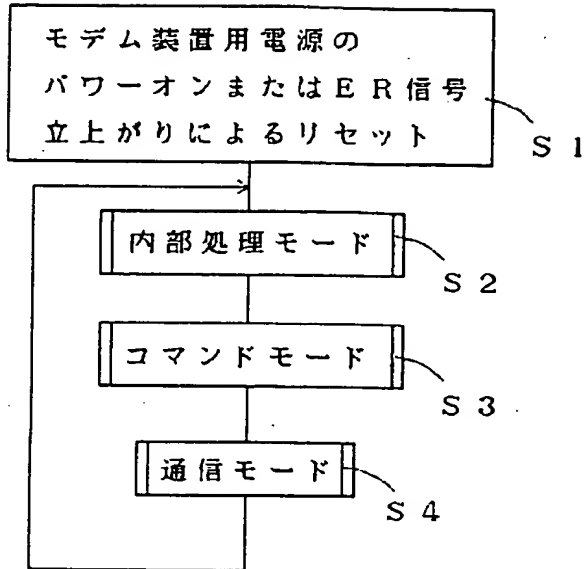 モデム装置用電源の
パワーオンまたはER信号
立上がりによるリセット
S1
内部処理モード
S2
コマンドモード
S3
通信モード
S4